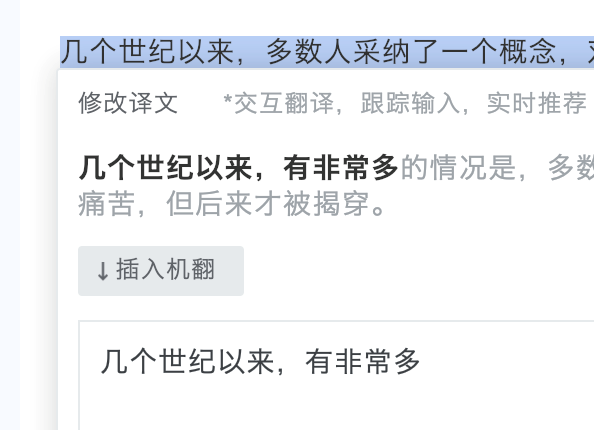 几个世纪以来，多数人采纳了一个概念，
修改译文 *交互翻译，跟踪输入，实时推荐
几个世纪以来，有非常多的情况是，多数
痛苦，但后来才被揭穿。
↓插入机翻
几个世纪以来，有非常多